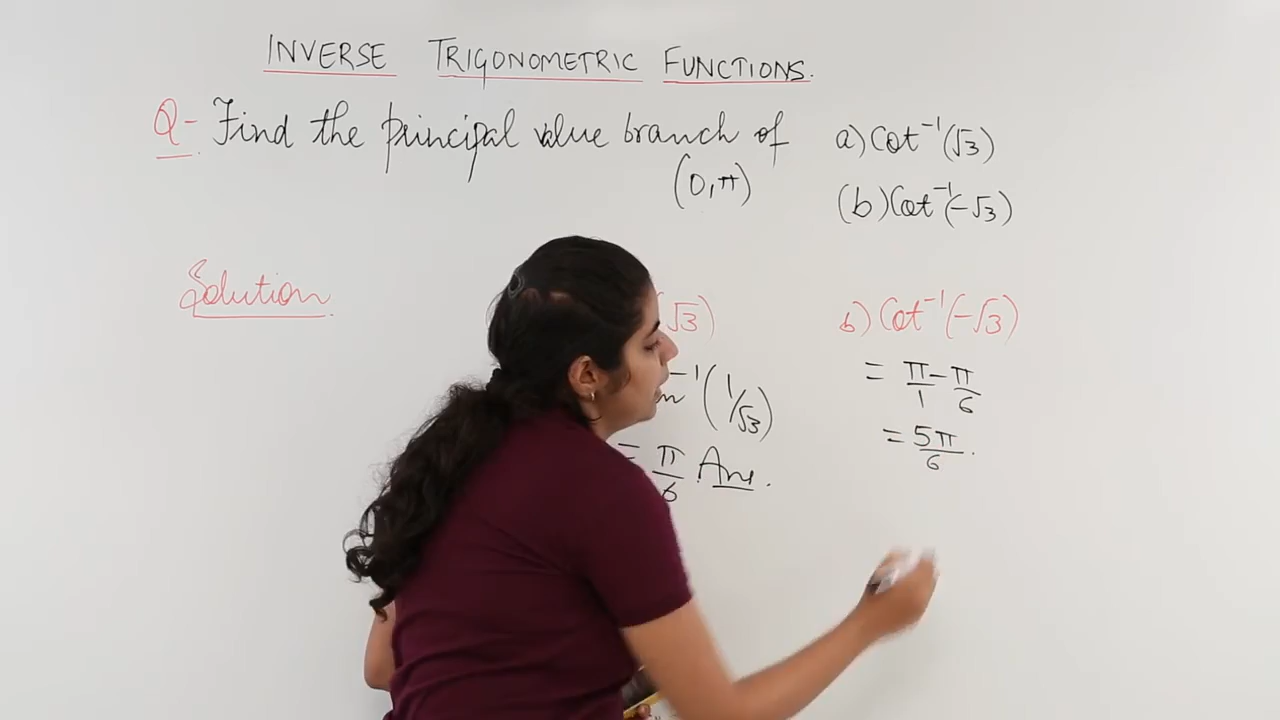 INVERSE TRIGONOMETRIC FUNCTIONS.
Q- Find the principal value branch of
(0,π)
a) Cot⁻¹(√3)
(b) Cot⁻¹(-√3)
Solution
√3)
⁻¹(1/√3)
= π/6 Ans.
b) Cot⁻¹(-√3)
= π/1 - π/6
= 5π/6.